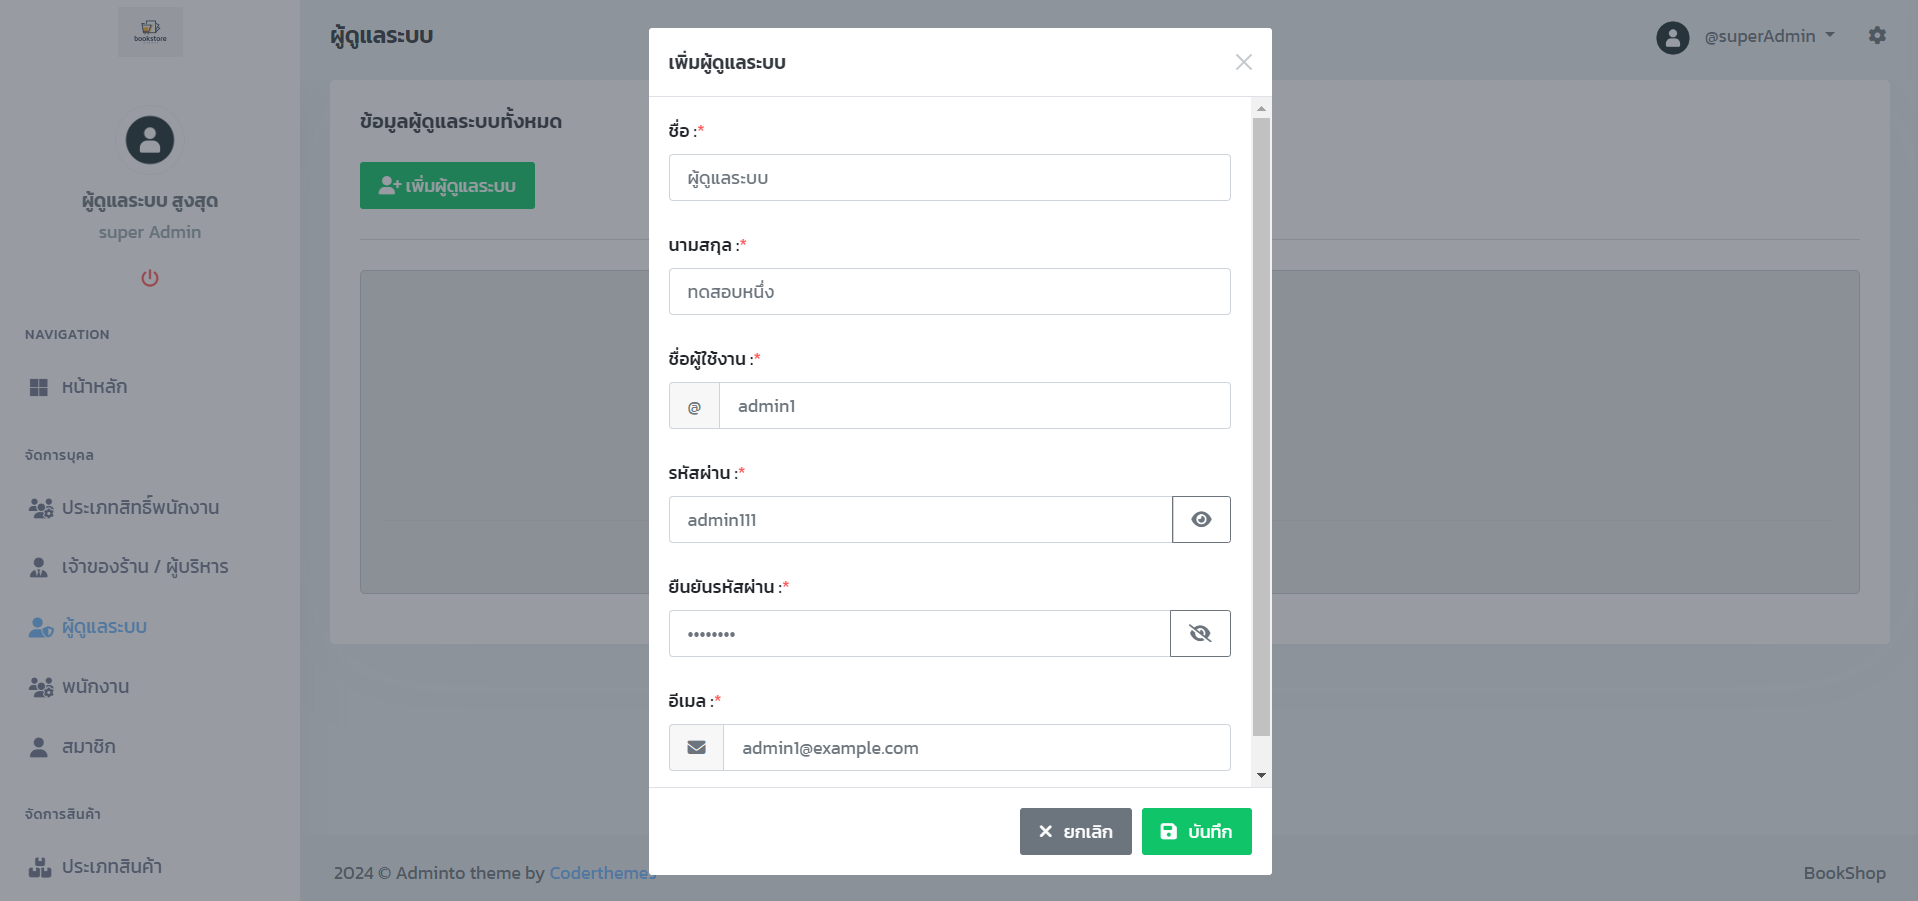 bookstore
ผู้ดูแลระบบ สูงสุด
super Admin
NAVIGATION
หน้าหลัก
จัดการบุคล
ประเภทสิทธิ์พนักงาน
เจ้าของร้าน / ผู้บริหาร
ผู้ดูแลระบบ
พนักงาน
สมาชิก
จัดการสินค้า
ประเภทสินค้า
ผู้ดูแลระบบ
@superAdmin
ข้อมูลผู้ดูแลระบบทั้งหมด
เพิ่มผู้ดูแลระบบ
เพิ่มผู้ดูแลระบบ
ชื่อ :*
ผู้ดูแลระบบ
นามสกุล :*
ทดสอบหนึ่ง
ชื่อผู้ใช้งาน :*
@ admin1
รหัสผ่าน :*
admin111
ยืนยันรหัสผ่าน :*
••••••••
อีเมล :*
admin1@example.com
ยกเลิก
บันทึก
2024 © Adminto theme by Coderthemes
BookShop